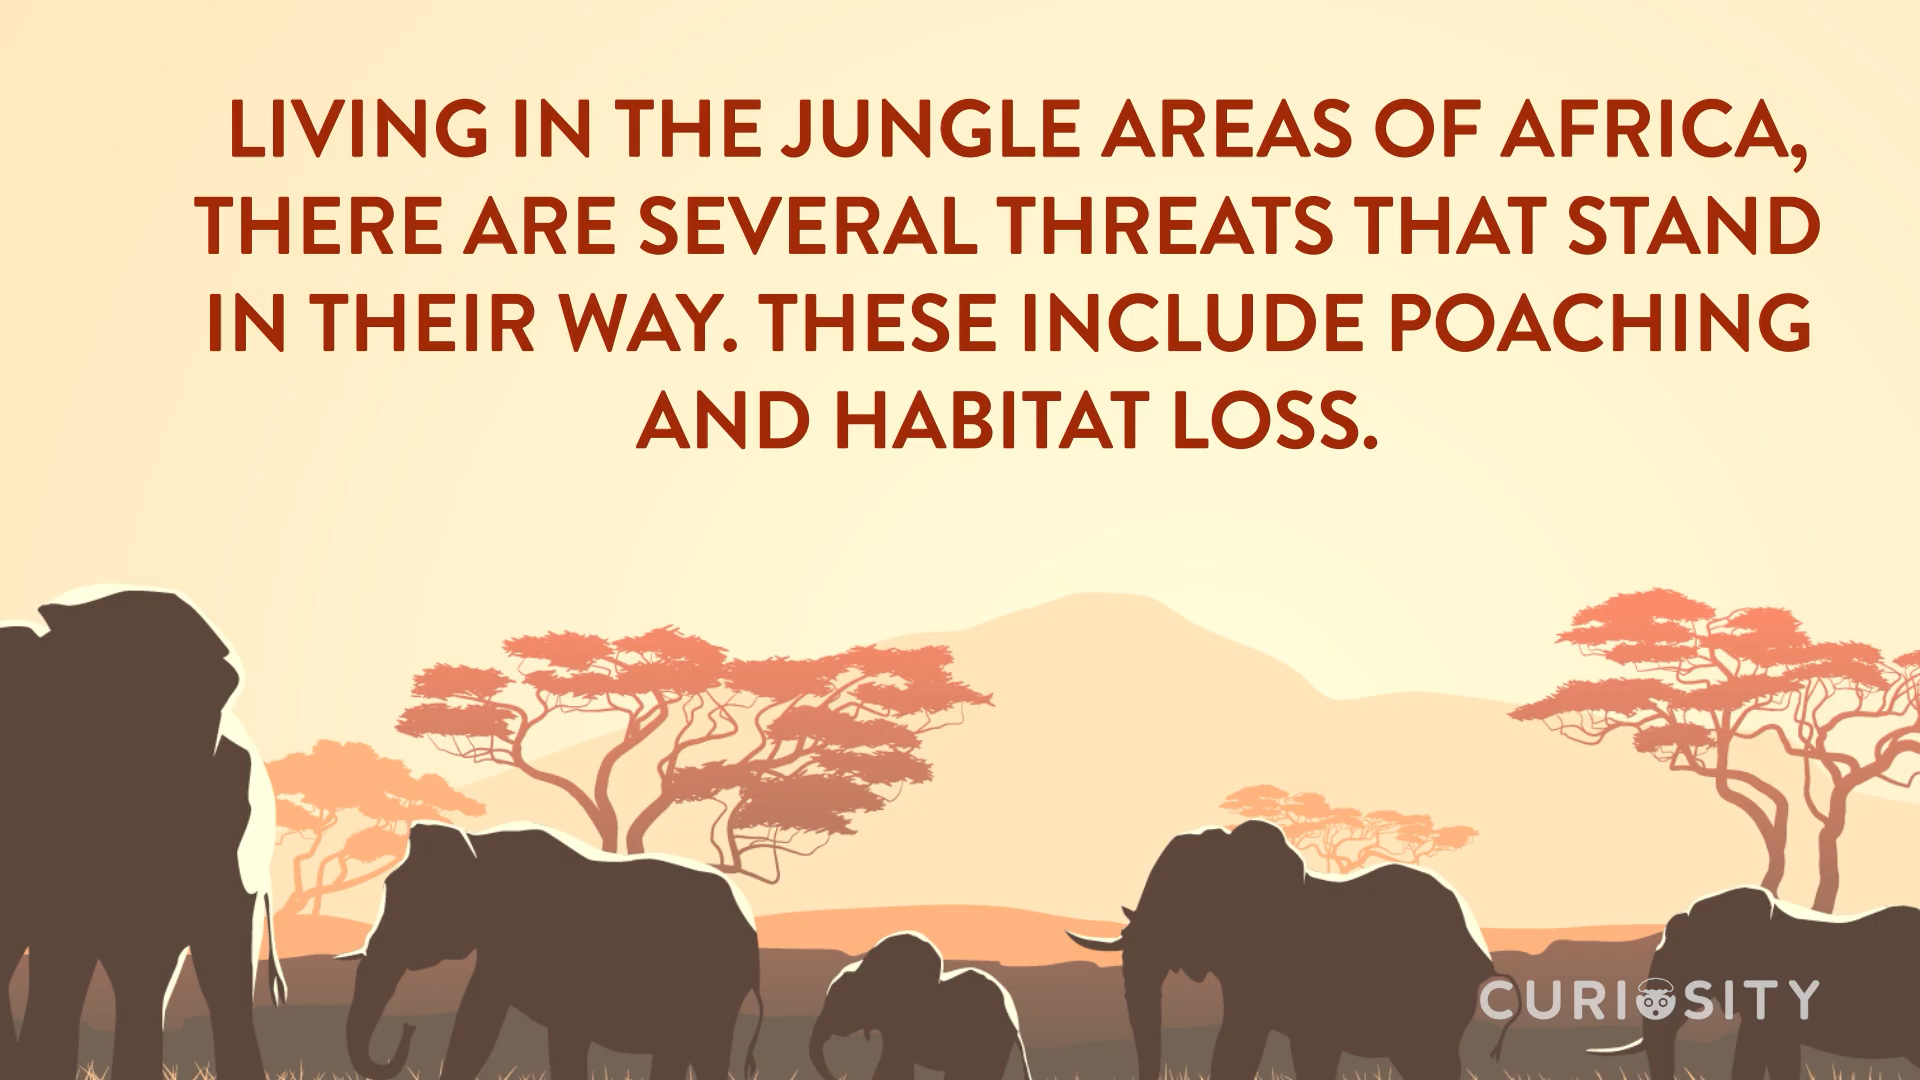 LIVING IN THE JUNGLE AREAS OF AFRICA,
THERE ARE SEVERAL THREATS THAT STAND
IN THEIR WAY. THESE INCLUDE POACHING
AND HABITAT LOSS.
CURIOSITY